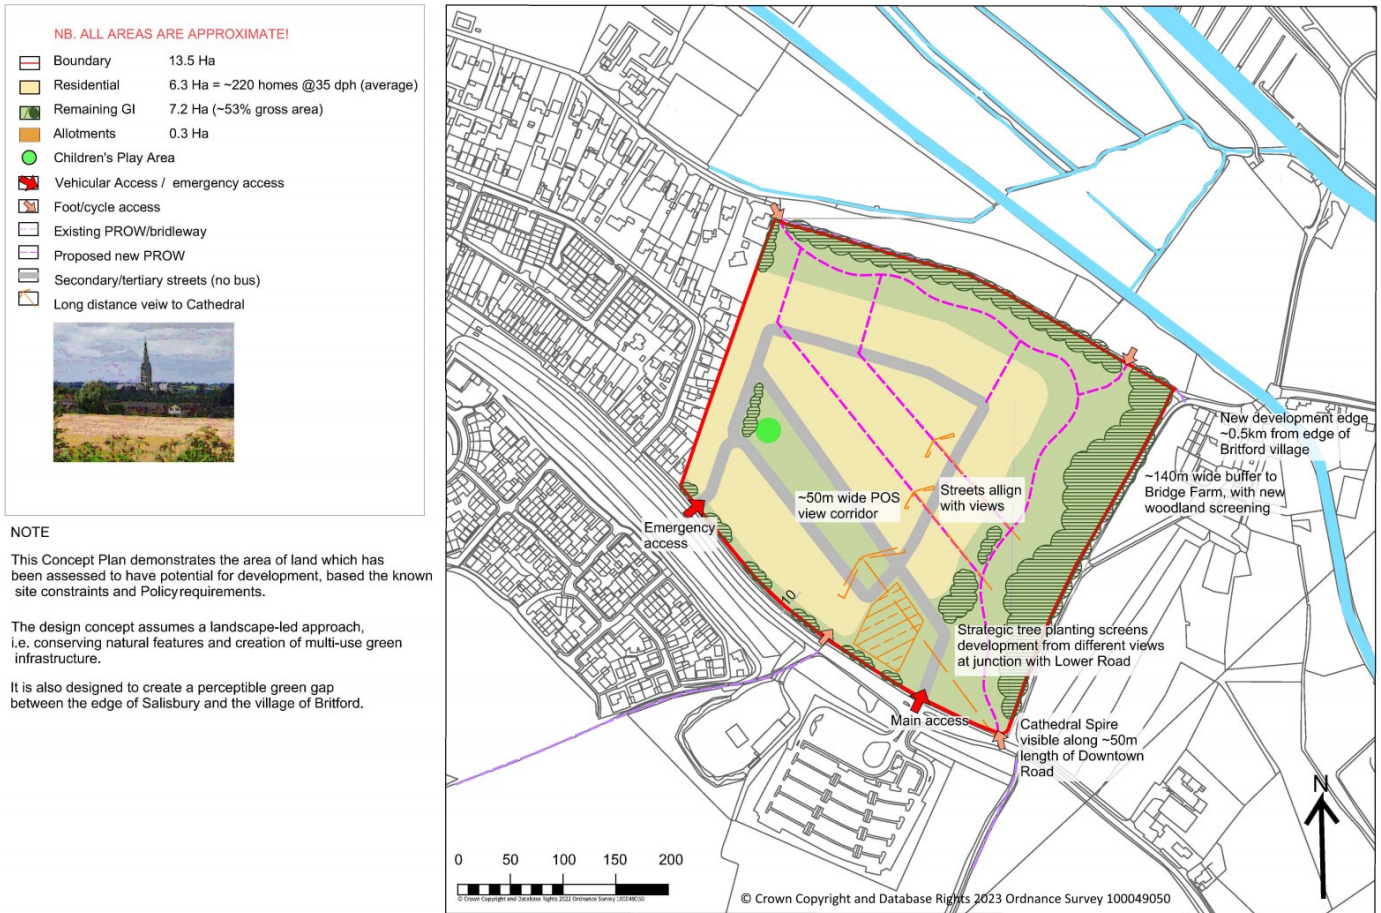 NB. ALL AREAS ARE APPROXIMATE!
Boundary 13.5 Ha
Residential 6.3 Ha = ~220 homes @35 dph (average)
Remaining GI 7.2 Ha (~53% gross area)
Allotments 0.3 Ha
Children's Play Area
Vehicular Access / emergency access
Foot/cycle access
Existing PROW/bridleway
Proposed new PROW
Secondary/tertiary streets (no bus)
Long distance veiw to Cathedral
NOTE
This Concept Plan demonstrates the area of land which has
been assessed to have potential for development, based the known
site constraints and Policyrequirements.
The design concept assumes a landscape-led approach,
i.e. conserving natural features and creation of multi-use green
infrastructure.
It is also designed to create a perceptible green gap
between the edge of Salisbury and the village of Britford.
New development edge
~0.5km from edge of
Britford village
~140m wide buffer to
Bridge Farm, with new
woodland screening
~50m wide POS
view corridor
Streets allign
with views
Emergency
access
10
Strategic tree planting screens
development from different views
at junction with Lower Road
Main access
Cathedral Spire
visible along ~50m
length of Downtown
Road
N
0 50 100 150 200
© Crown Copyright and Database Rights 2022 Ordnance Survey 100049050
© Crown Copyright and Database Rights 2023 Ordnance Survey 100049050